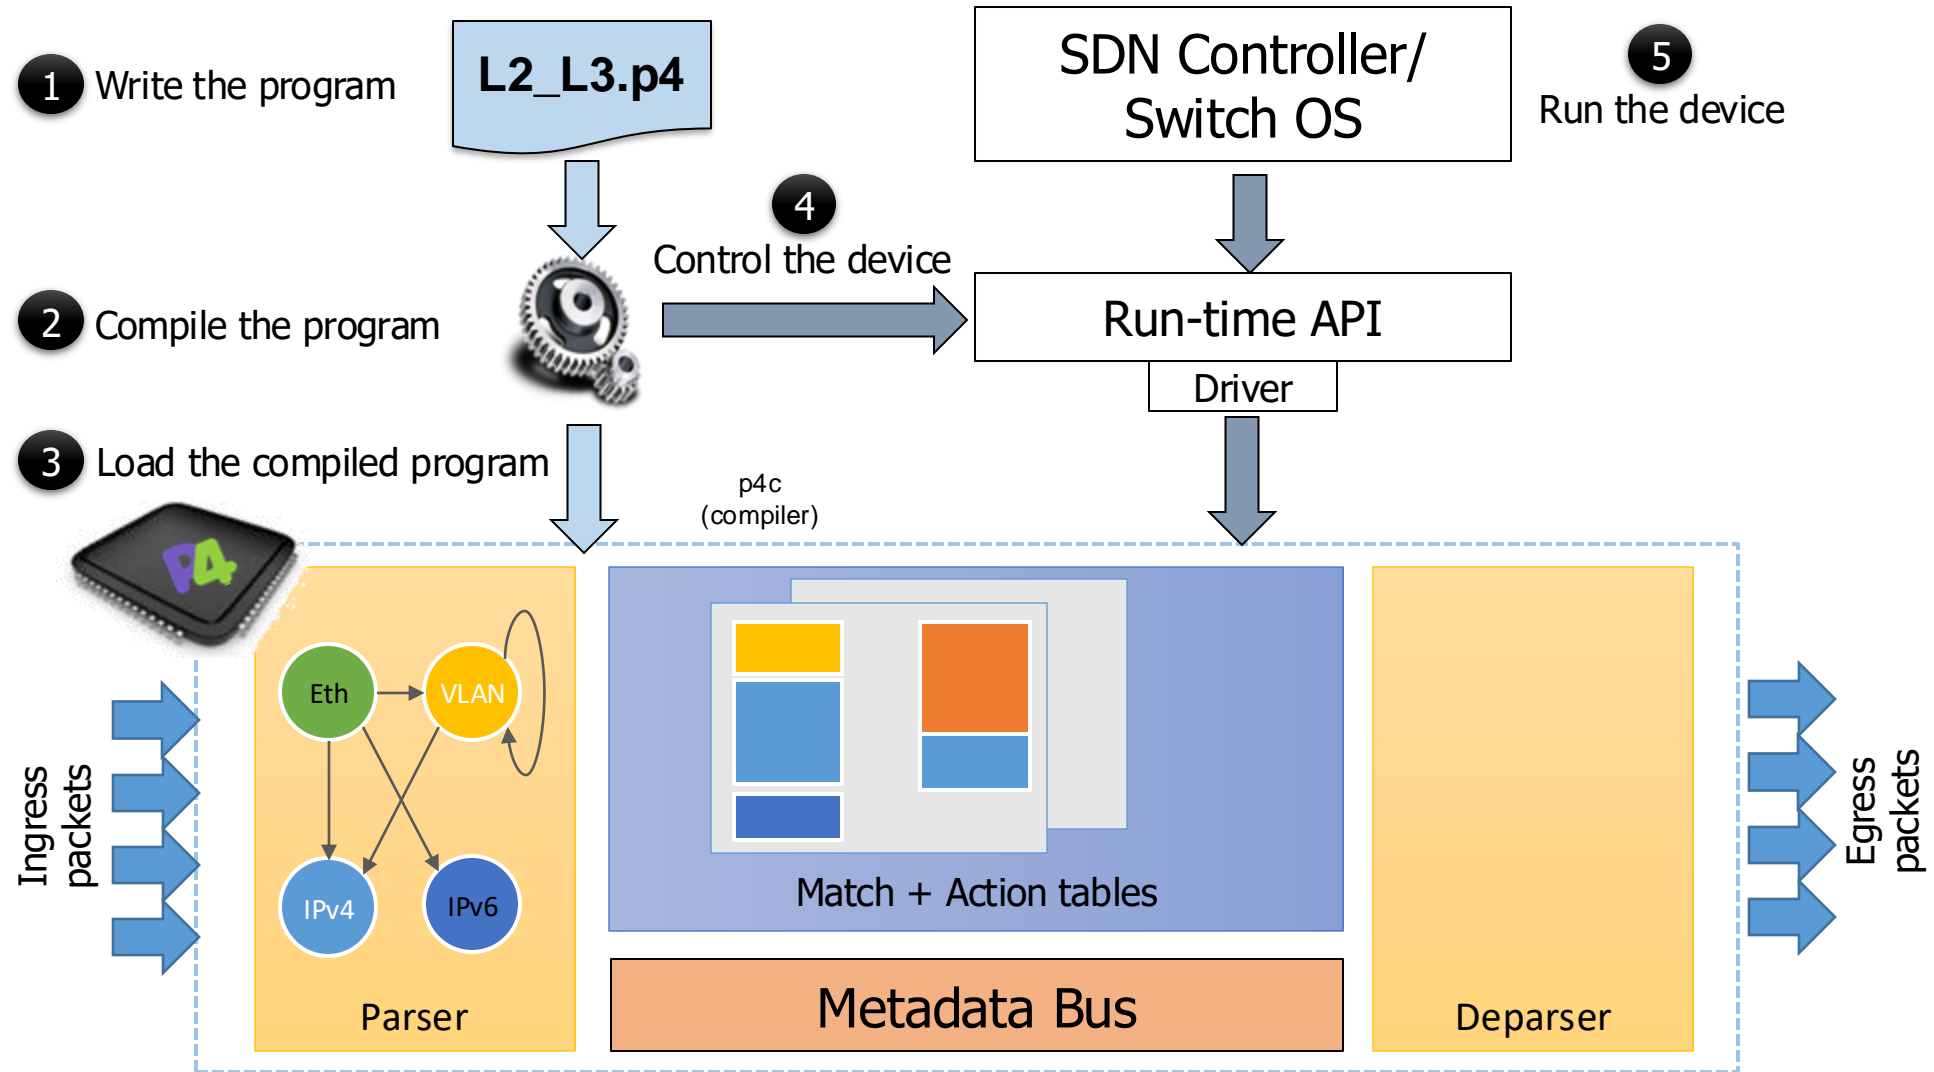 1 Write the program
L2_L3.p4
SDN Controller/
Switch OS
5
Run the device
4
Control the device
2 Compile the program
Run-time API
Driver
3 Load the compiled program
p4c
(compiler)
P4
Eth
VLAN
IPv4
IPv6
Parser
Match + Action tables
Metadata Bus
Deparser
Ingress
packets
Egress
packets